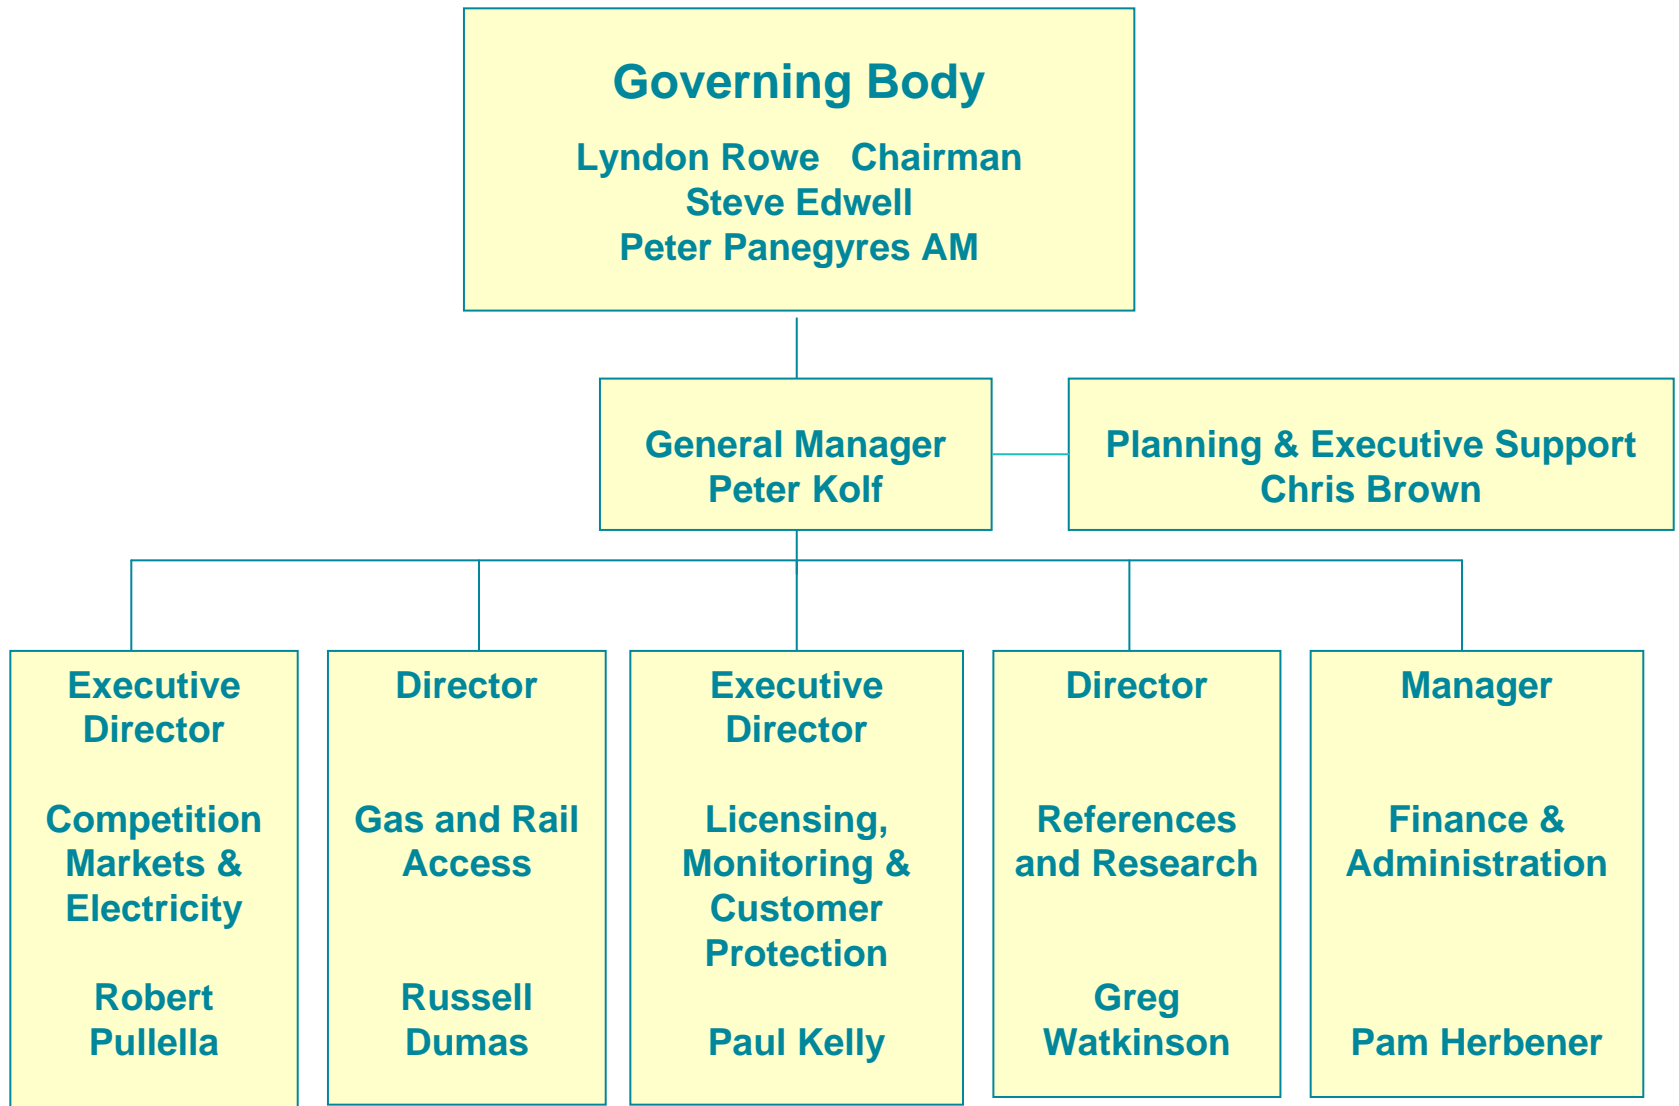 Governing Body
Lyndon Rowe Chairman
Steve Edwell
Peter Panegyres AM
General Manager
Peter Kolf
Planning & Executive Support
Chris Brown
Executive
Director
Competition
Markets &
Electricity
Robert
Pullella
Director
Gas and Rail
Access
Russell
Dumas
Executive
Director
Licensing,
Monitoring &
Customer
Protection
Paul Kelly
Director
References
and Research
Greg
Watkinson
Manager
Finance &
Administration
Pam Herbener